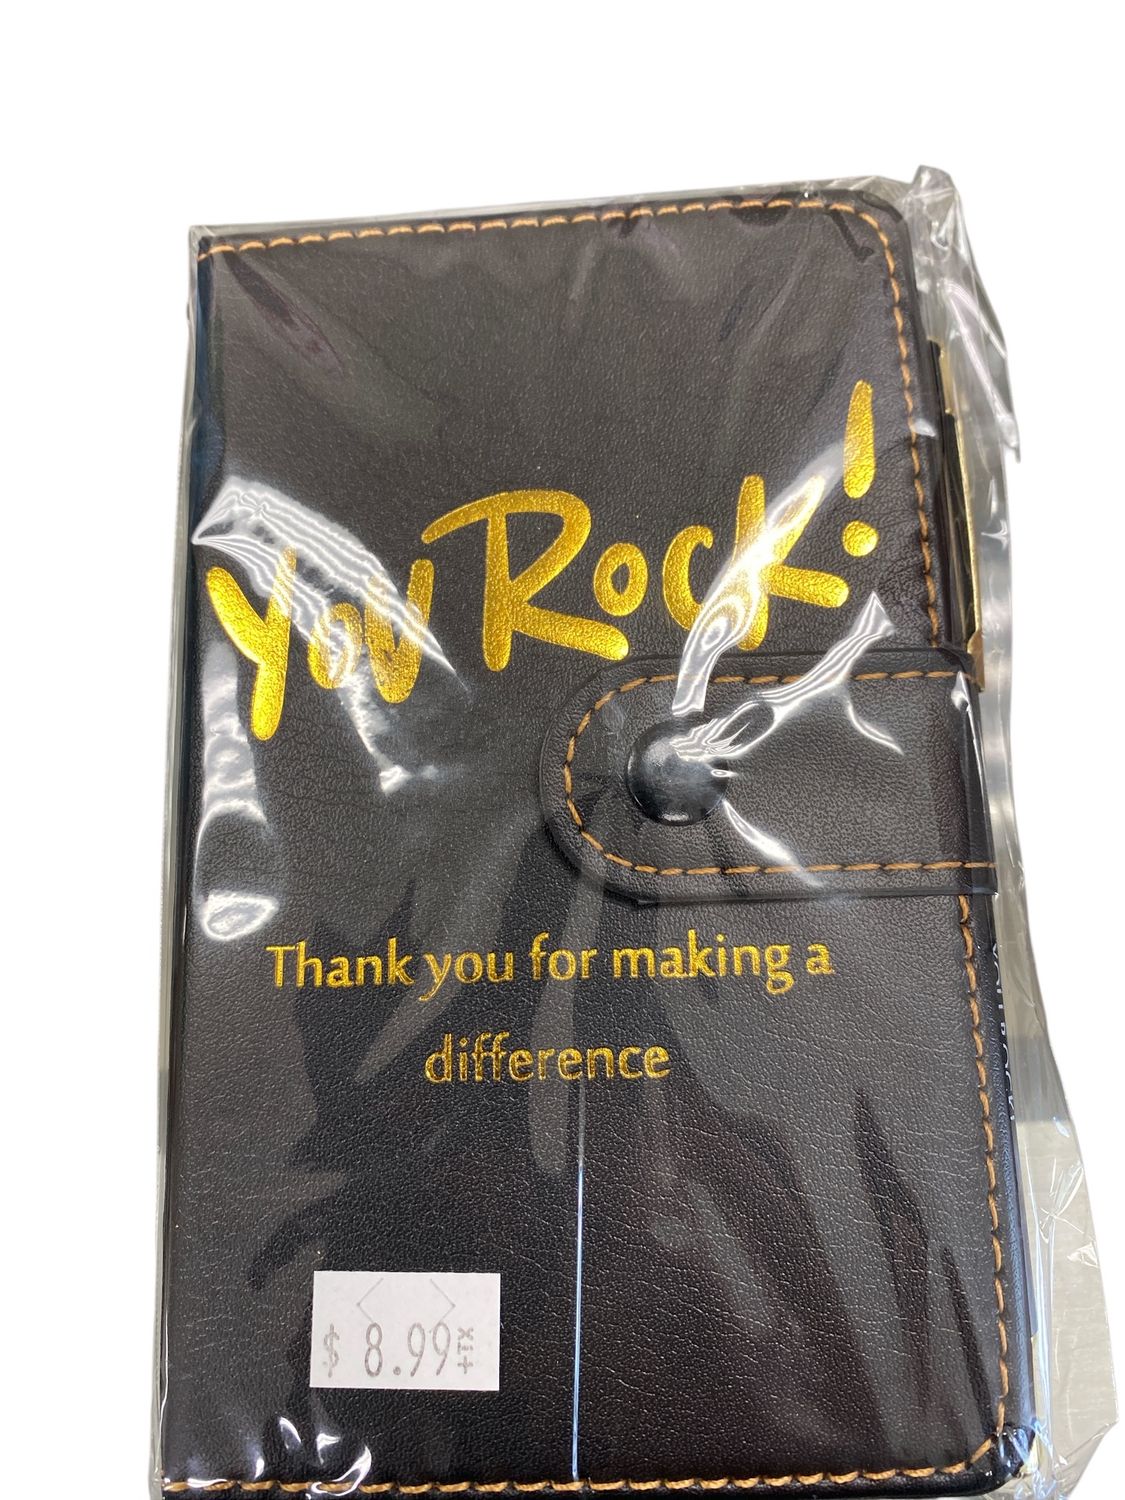 You Rock!
Thank you for making a
difference
$ 8.99 +tx